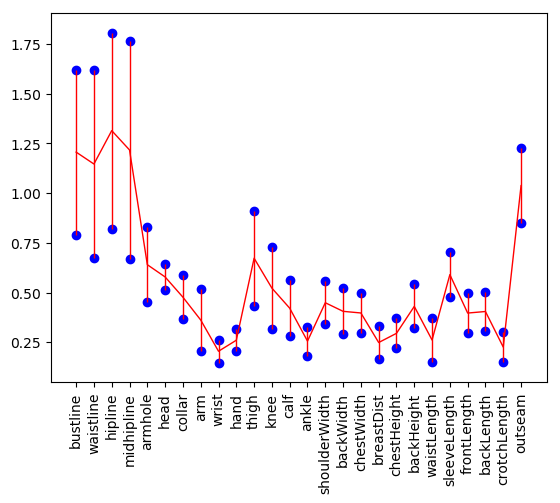 1.75
1.50
1.25
1.00
0.75
0.50
0.25
bustline
waistline
hipline
midhipline
armhole
head
collar
arm
wrist
hand
thigh
knee
calf
ankle
shoulderWidth
backWidth
chestWidth
breastDist
chestHeight
backHeight
waistLength
sleeveLength
frontLength
backLength
crotchLength
outseam